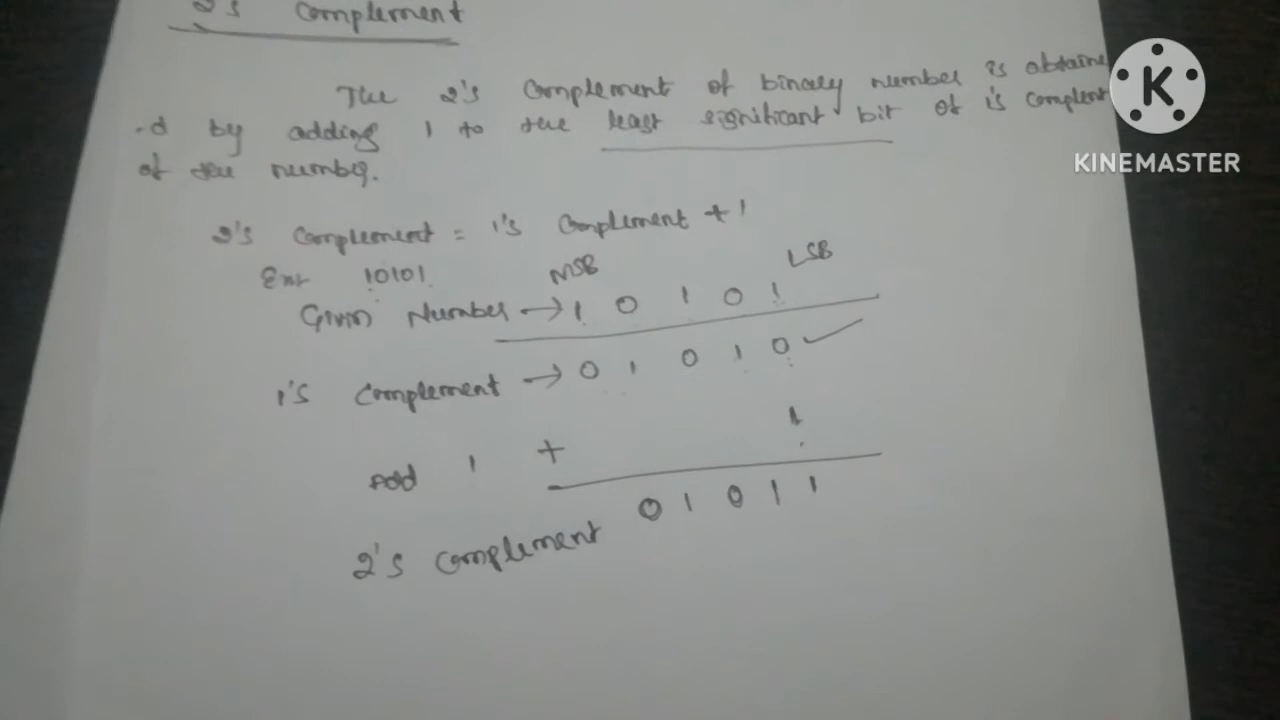 2's Complement
The 2's Complement of binary number is obtaine
-d by adding 1 to the least significant bit of 1's Complent
of the number.
2's Complement = 1's Complement + 1
Ex:- 10101.
MSB LSB
Given Number → 1 0 1 0 1
1's Complement → 0 1 0 1 0 ✓
Add 1 + 1
0 1 0 1 1
2's Complement
K
KINEMASTER